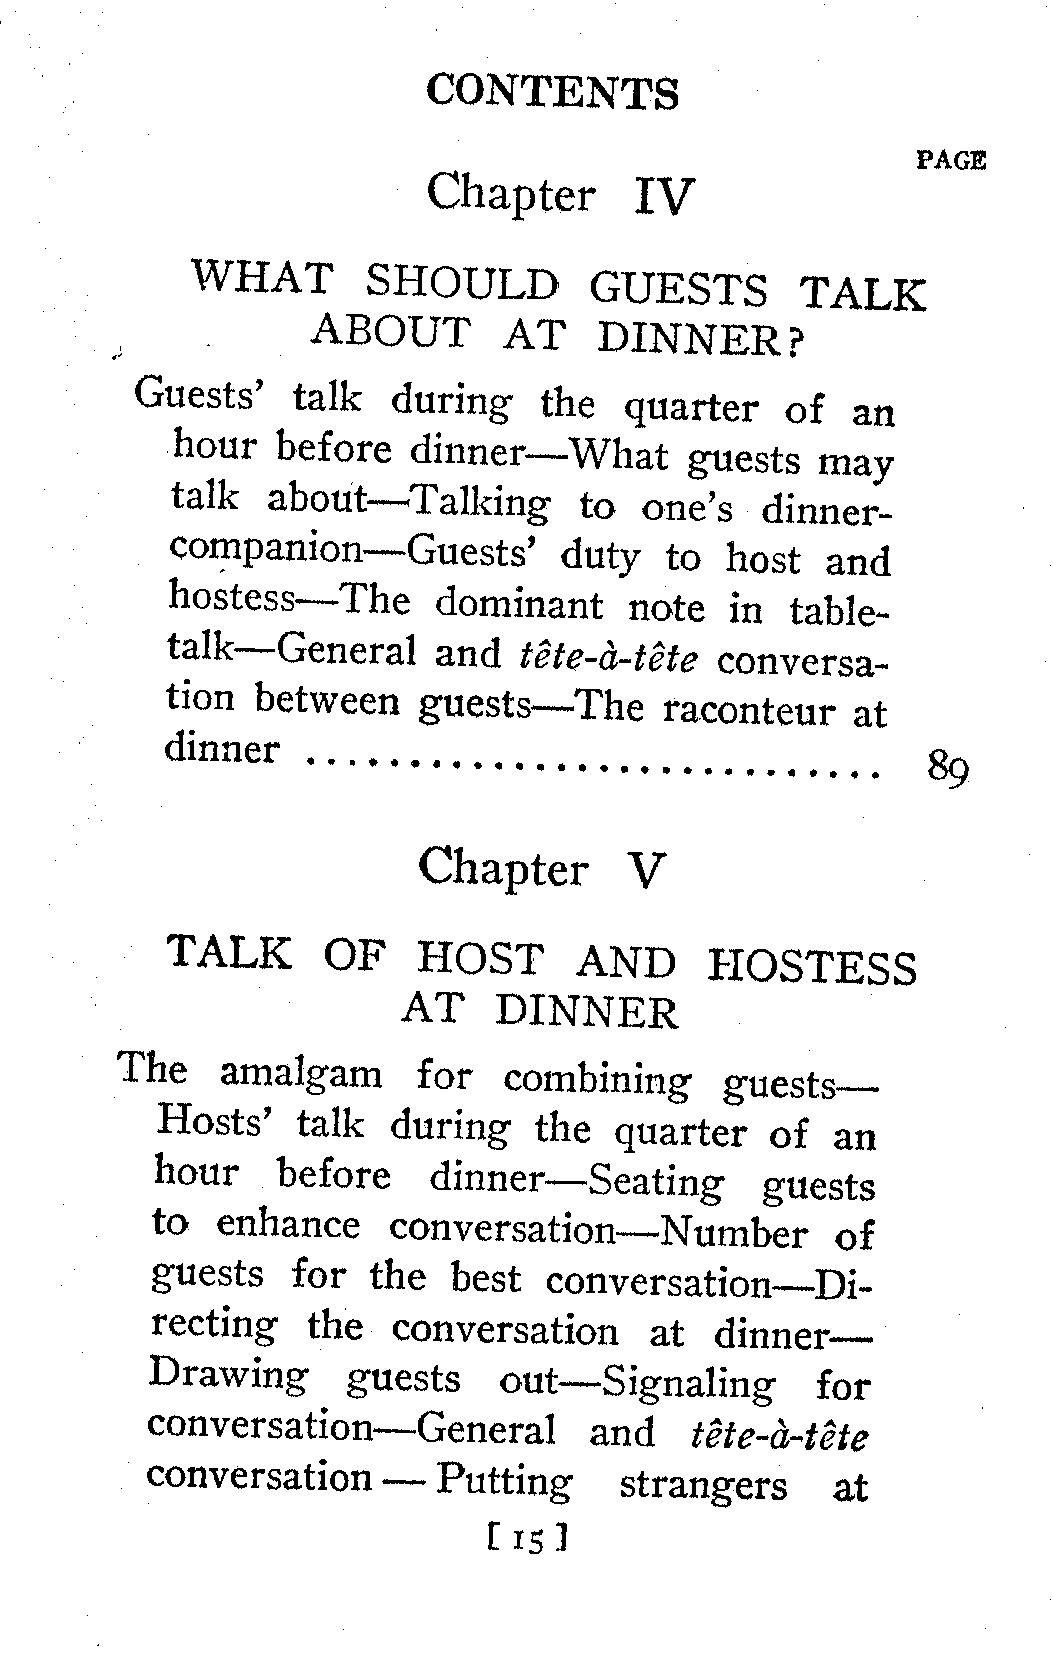 CONTENTS
PAGE
Chapter IV
WHAT SHOULD GUESTS TALK
ABOUT AT DINNER?
Guests' talk during the quarter of an
hour before dinner—What guests may
talk about—Talking to one's dinner-
companion—Guests' duty to host and
hostess—The dominant note in table-
talk—General and tête-à-tête conversa-
tion between guests—The raconteur at
dinner ............................ 89
Chapter V
TALK OF HOST AND HOSTESS
AT DINNER
The amalgam for combining guests—
Hosts' talk during the quarter of an
hour before dinner—Seating guests
to enhance conversation—Number of
guests for the best conversation—Di-
recting the conversation at dinner—
Drawing guests out—Signaling for
conversation—General and tête-à-tête
conversation — Putting strangers at
[ 15 ]